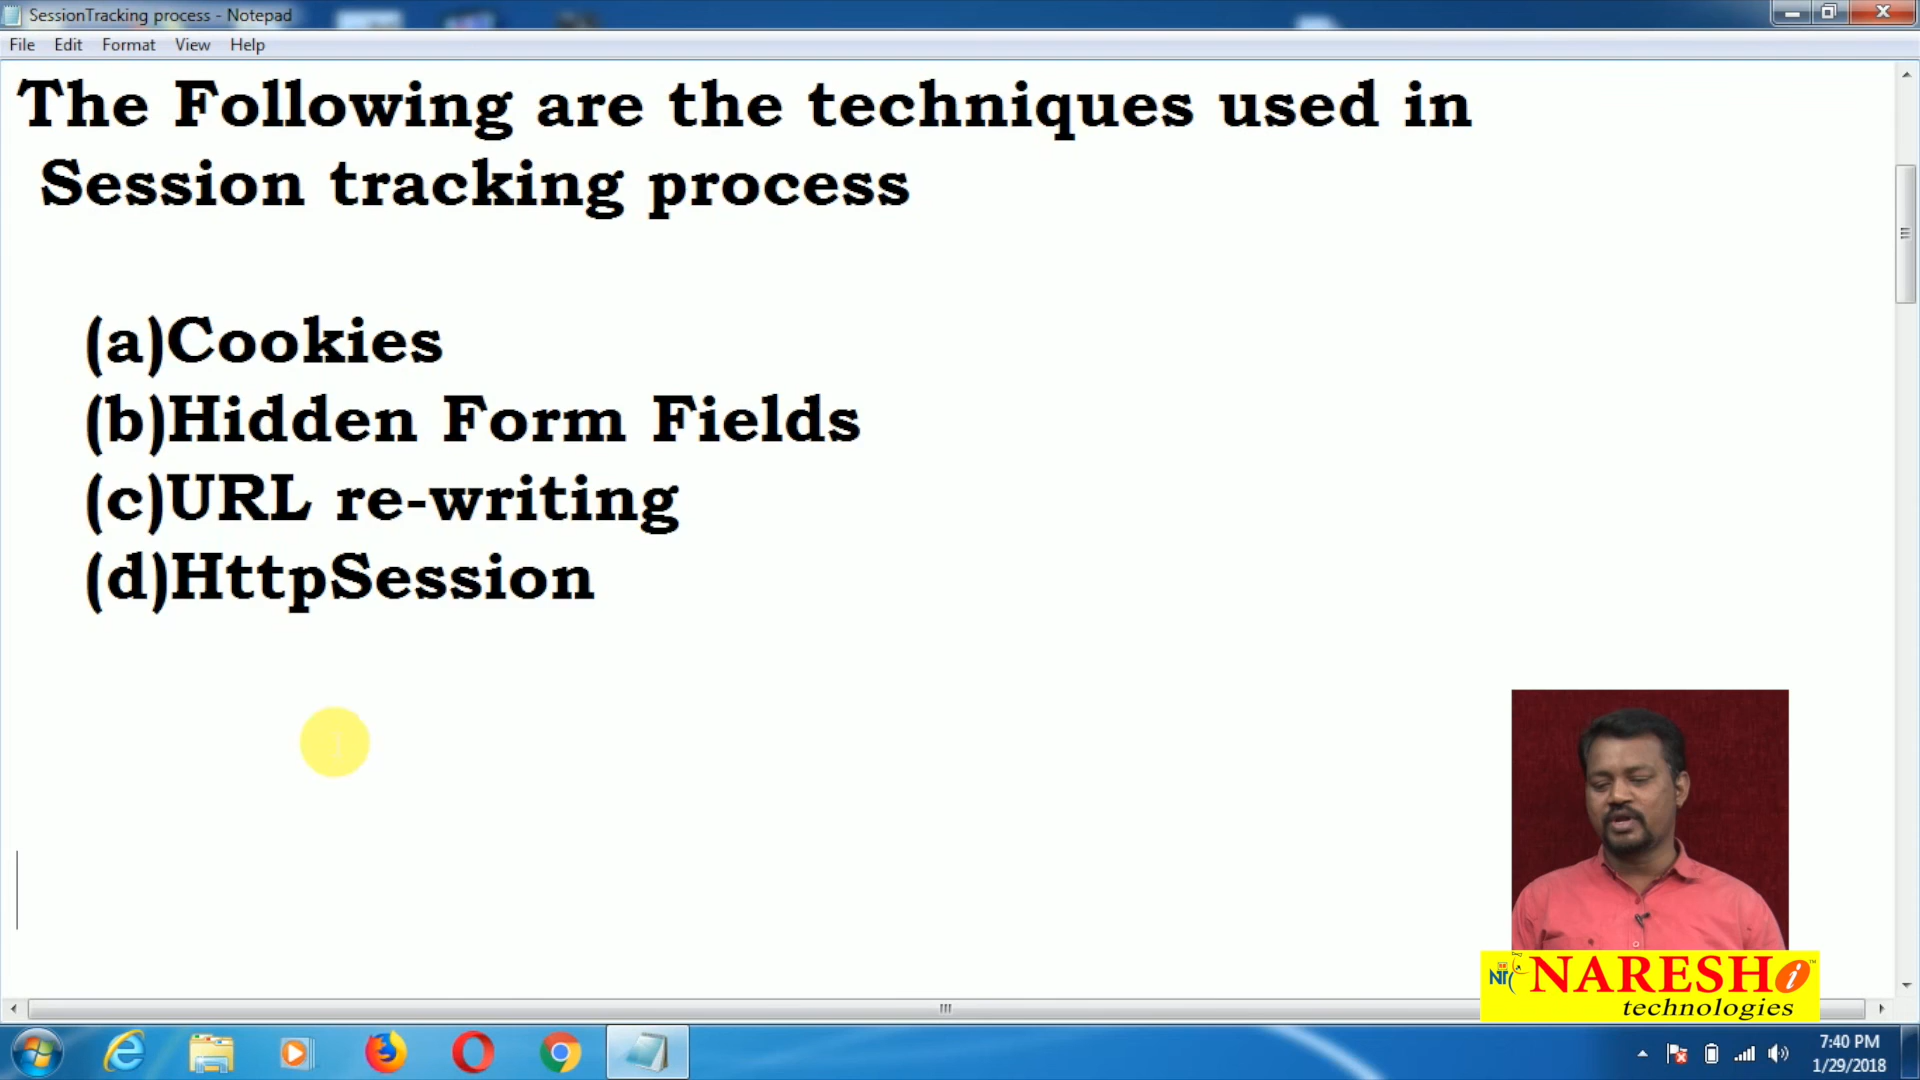 SessionTracking process - Notepad
File Edit Format View Help
The Following are the techniques used in
Session tracking process
(a)Cookies
(b)Hidden Form Fields
(c)URL re-writing
(d)HttpSession
NARESH i
technologies
7:40 PM
1/29/2018